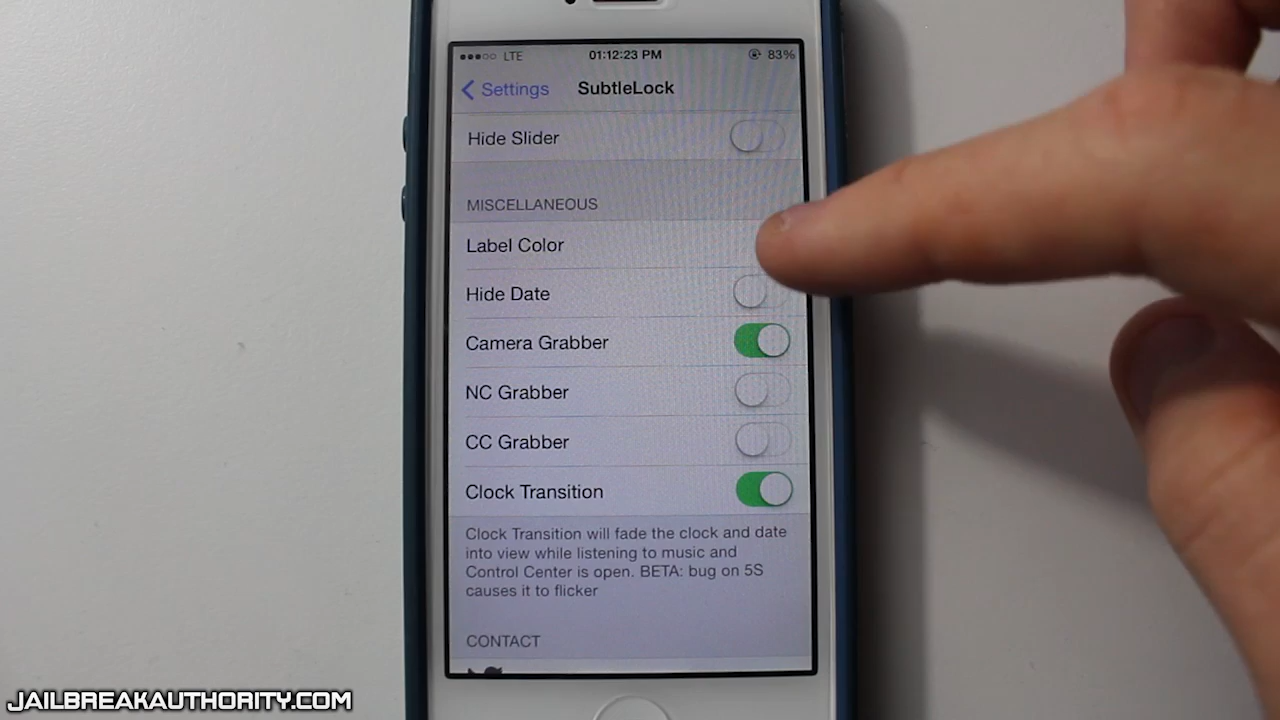 LTE 01:12:23 PM 83%
Settings SubtleLock
Hide Slider
MISCELLANEOUS
Label Color
Hide Date
Camera Grabber
NC Grabber
CC Grabber
Clock Transition
Clock Transition will fade the clock and date
into view while listening to music and
Control Center is open. BETA: bug on 5S
causes it to flicker
CONTACT
JAILBREAKAUTHORITY.COM